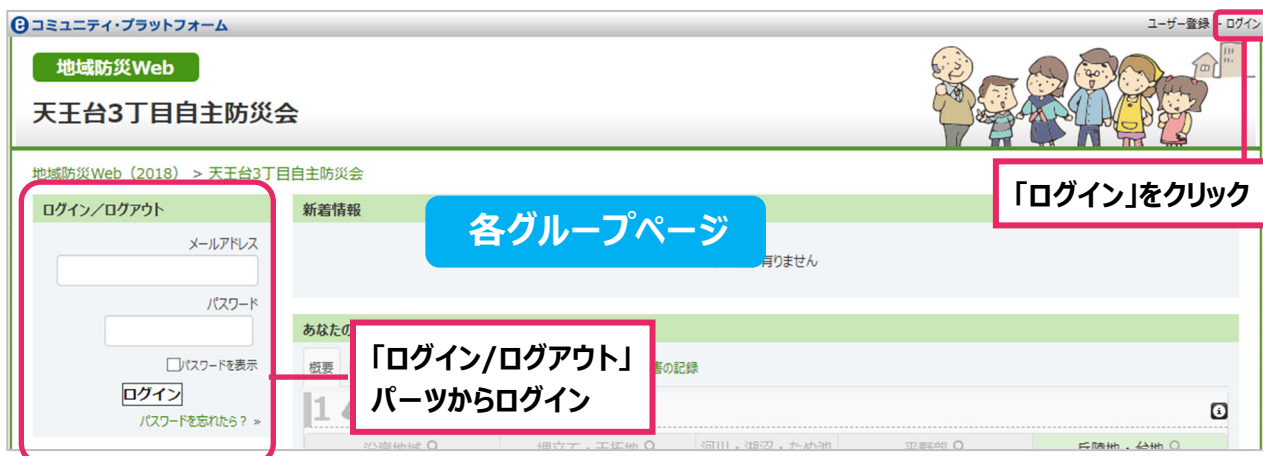 eコミュニティ・プラットフォーム
ユーザー登録 - ログイン
地域防災Web
天王台3丁目自主防災会
地域防災Web（2018） > 天王台3丁目自主防災会
「ログイン」をクリック
ログイン／ログアウト
メールアドレス
パスワード
パスワードを表示
ログイン
パスワードを忘れたら？ »
新着情報
各グループページ
有りません
あなたの
「ログイン/ログアウト」
パーツからログイン
概要
害の記録
1
沿岸地域
埋立て・干拓地
河川・湖沼・ため池
平野部
丘陵地・台地